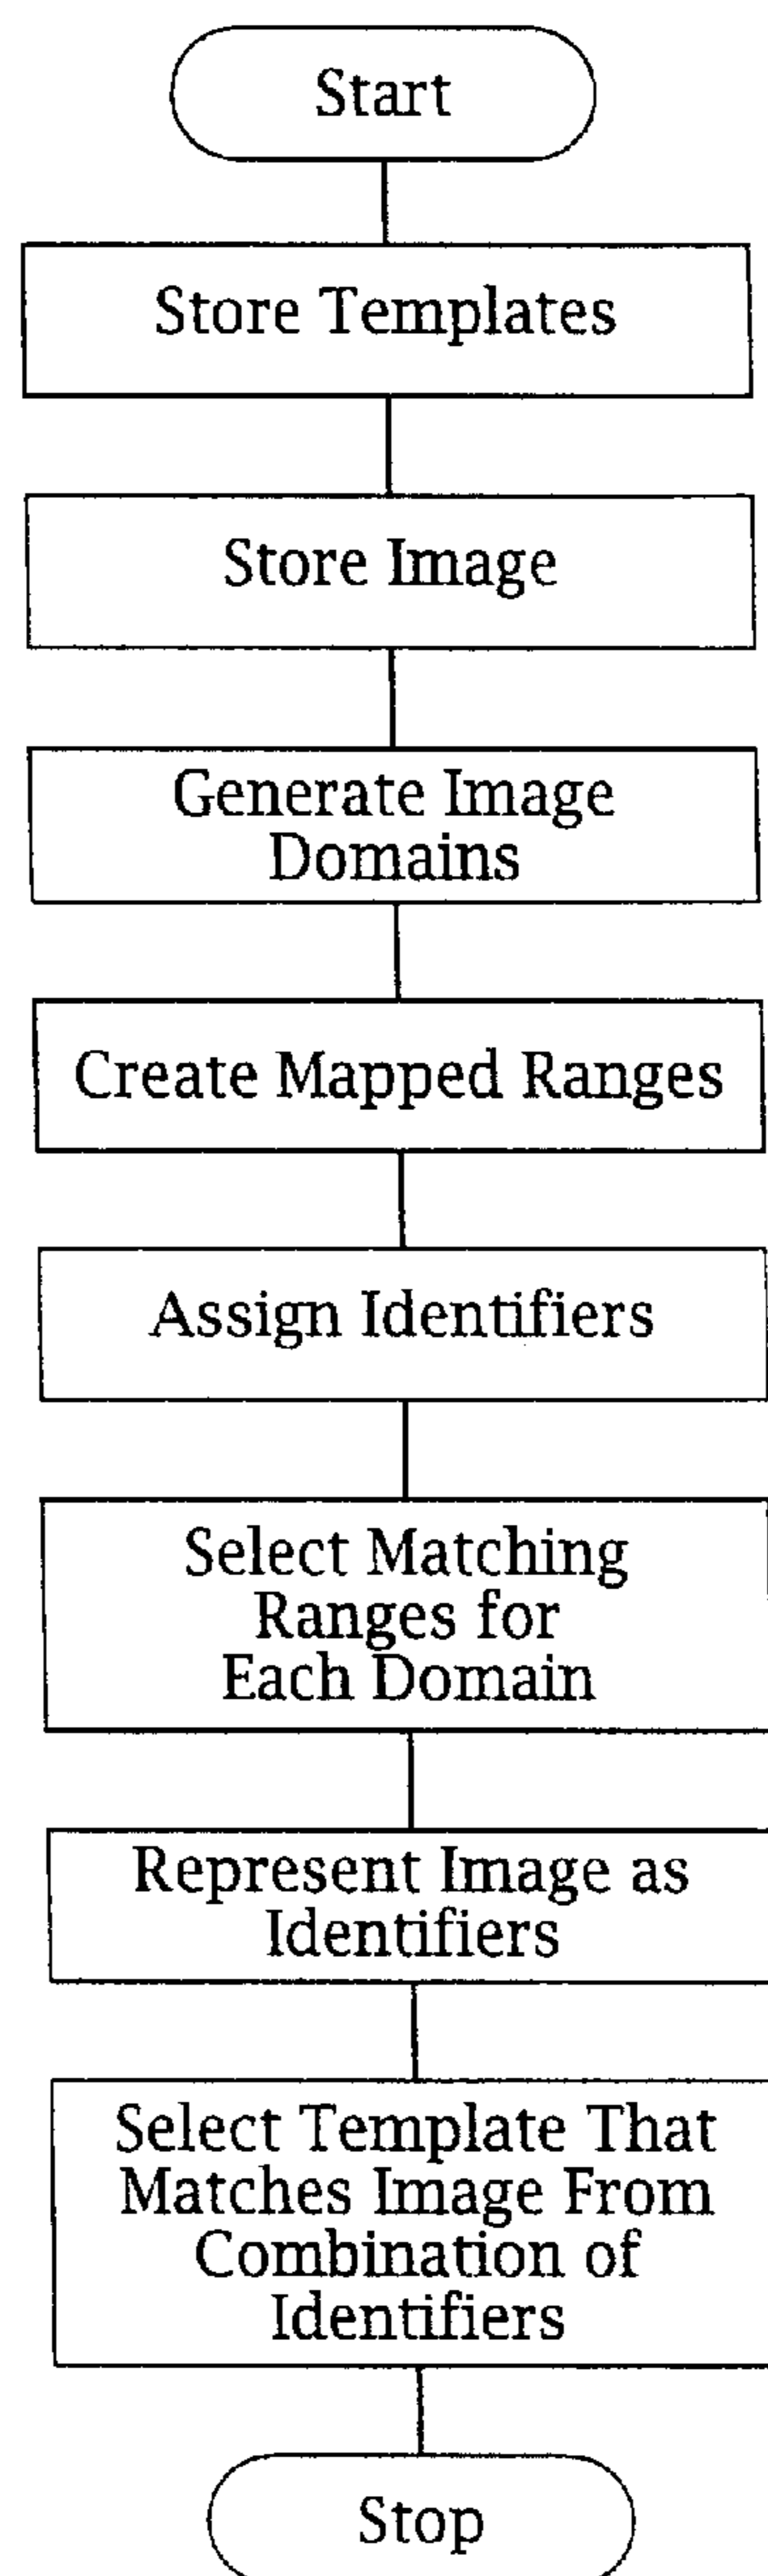 Start
Store Templates
Store Image
Generate Image
Domains
Create Mapped Ranges
Assign Identifiers
Select Matching
Ranges for
Each Domain
Represent Image as
Identifiers
Select Template That
Matches Image From
Combination of
Identifiers
Stop